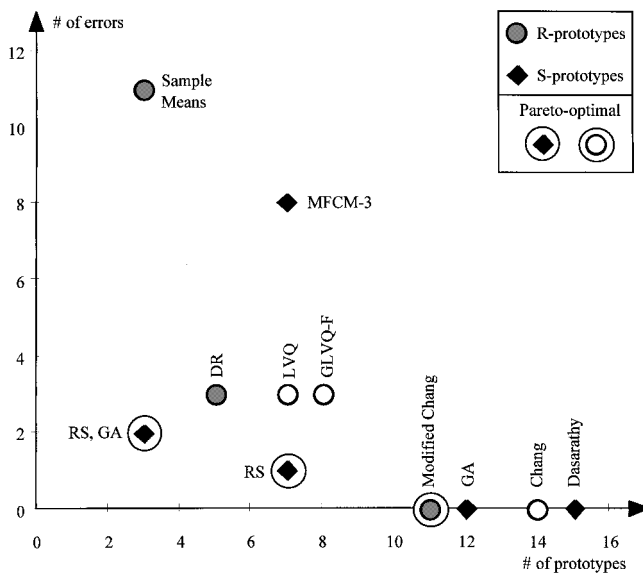 # of errors
R-prototypes
S-prototypes
Pareto-optimal
12
Sample
Means
10
MFCM-3
8
6
DR
LVQ
GLVQ-F
4
RS, GA
2
RS
Modified Chang
GA
Chang
Dasarathy
0
0 2 4 6 8 10 12 14 16
# of prototypes